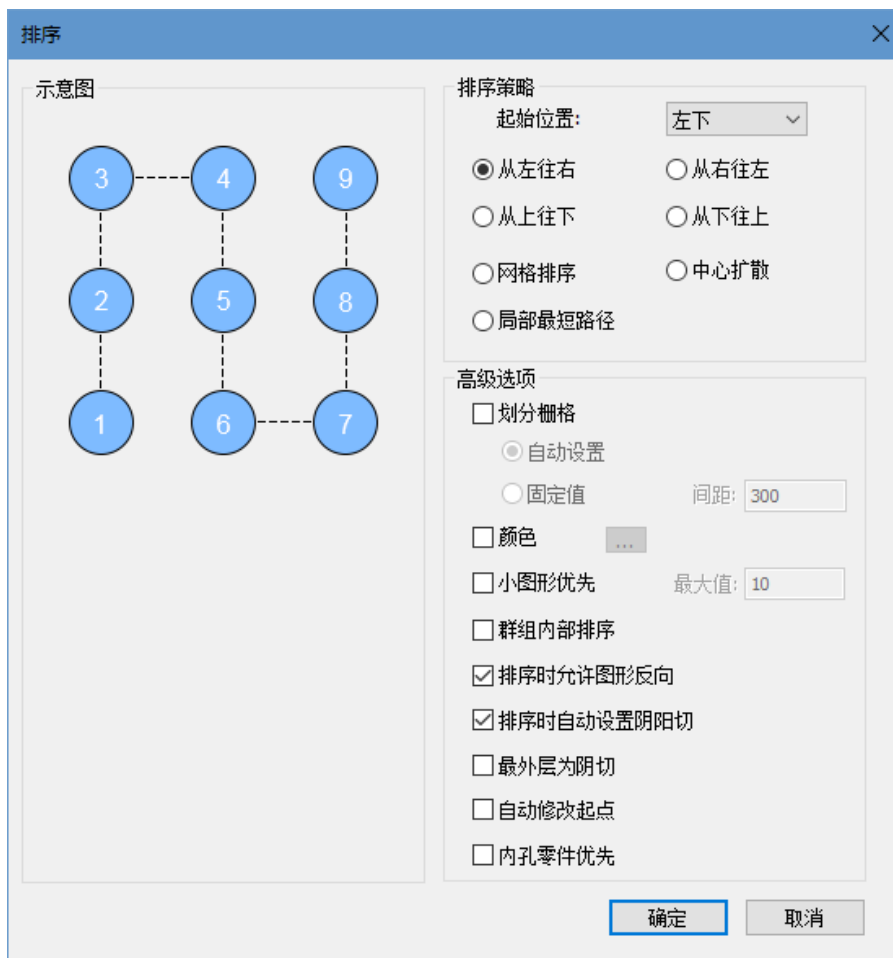 排序
示意图
3 4 9
2 5 8
1 6 7
排序策略
起始位置: 左下
从左往右 从右往左
从上往下 从下往上
网格排序 中心扩散
局部最短路径
高级选项
划分栅格
自动设置
固定值 间距: 300
颜色 ...
小图形优先 最大值: 10
群组内部排序
排序时允许图形反向
排序时自动设置阴阳切
最外层为阴切
自动修改起点
内孔零件优先
确定 取消